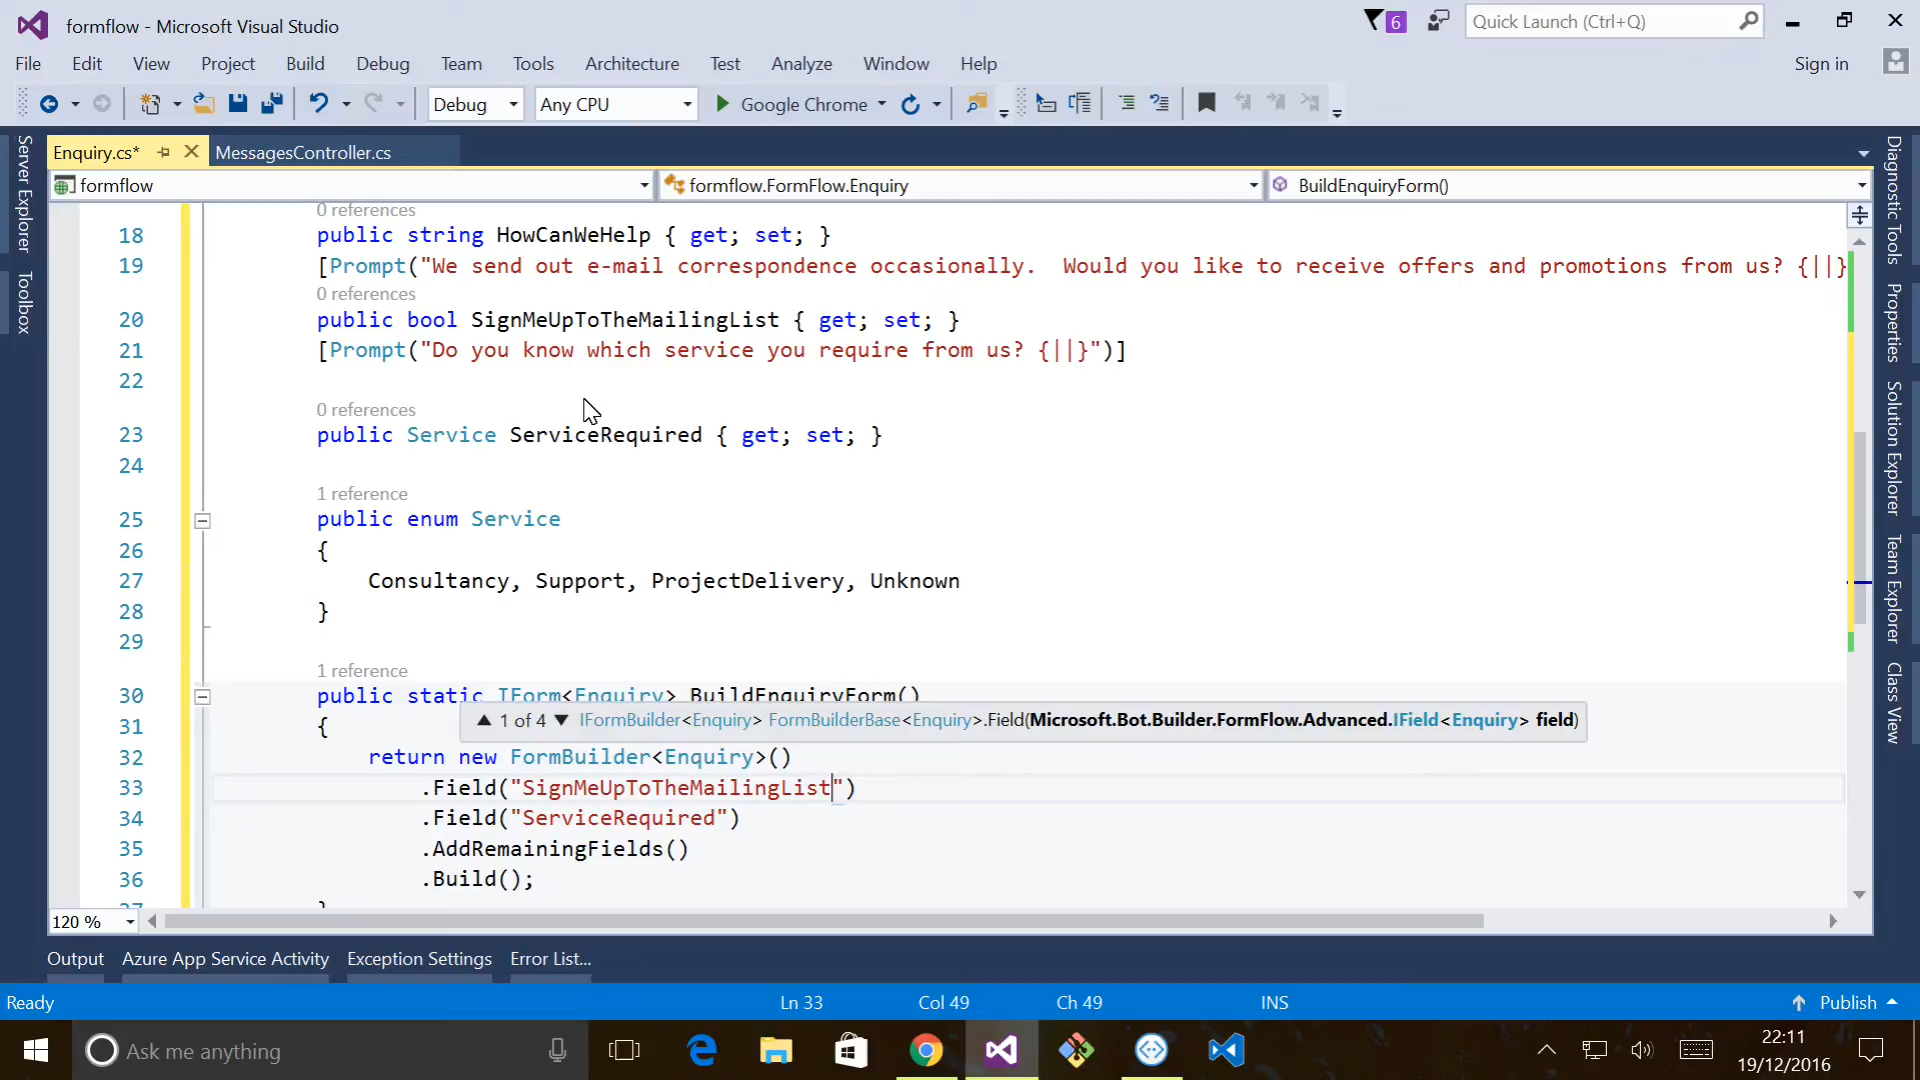 formflow - Microsoft Visual Studio
6
Quick Launch (Ctrl+Q)
File Edit View Project Build Debug Team Tools Architecture Test Analyze Window Help
Sign in
Debug
Any CPU
Google Chrome
Enquiry.cs*
MessagesController.cs
formflow
formflow.FormFlow.Enquiry
BuildEnquiryForm()
Server Explorer
Toolbox
Diagnostic Tools
Properties
Solution Explorer
Team Explorer
Class View
0 references
18 public string HowCanWeHelp { get; set; }
19 [Prompt("We send out e-mail correspondence occasionally.  Would you like to receive offers and promotions from us? {||}
0 references
20 public bool SignMeUpToTheMailingList { get; set; }
21 [Prompt("Do you know which service you require from us? {||}")]
22
0 references
23 public Service ServiceRequired { get; set; }
24
1 reference
25 public enum Service
26 {
27 Consultancy, Support, ProjectDelivery, Unknown
28 }
29
1 reference
30 public static IForm<Enquiry> BuildEnquiryForm()
1 of 4 IFormBuilder<Enquiry> FormBuilderBase<Enquiry>.Field(Microsoft.Bot.Builder.FormFlow.Advanced.IField<Enquiry> field)
31 {
32 return new FormBuilder<Enquiry>()
33 .Field("SignMeUpToTheMailingList")
34 .Field("ServiceRequired")
35 .AddRemainingFields()
36 .Build();
37 }
120 %
Output Azure App Service Activity Exception Settings Error List...
Ready
Ln 33
Col 49
Ch 49
INS
Publish
Ask me anything
22:11
19/12/2016